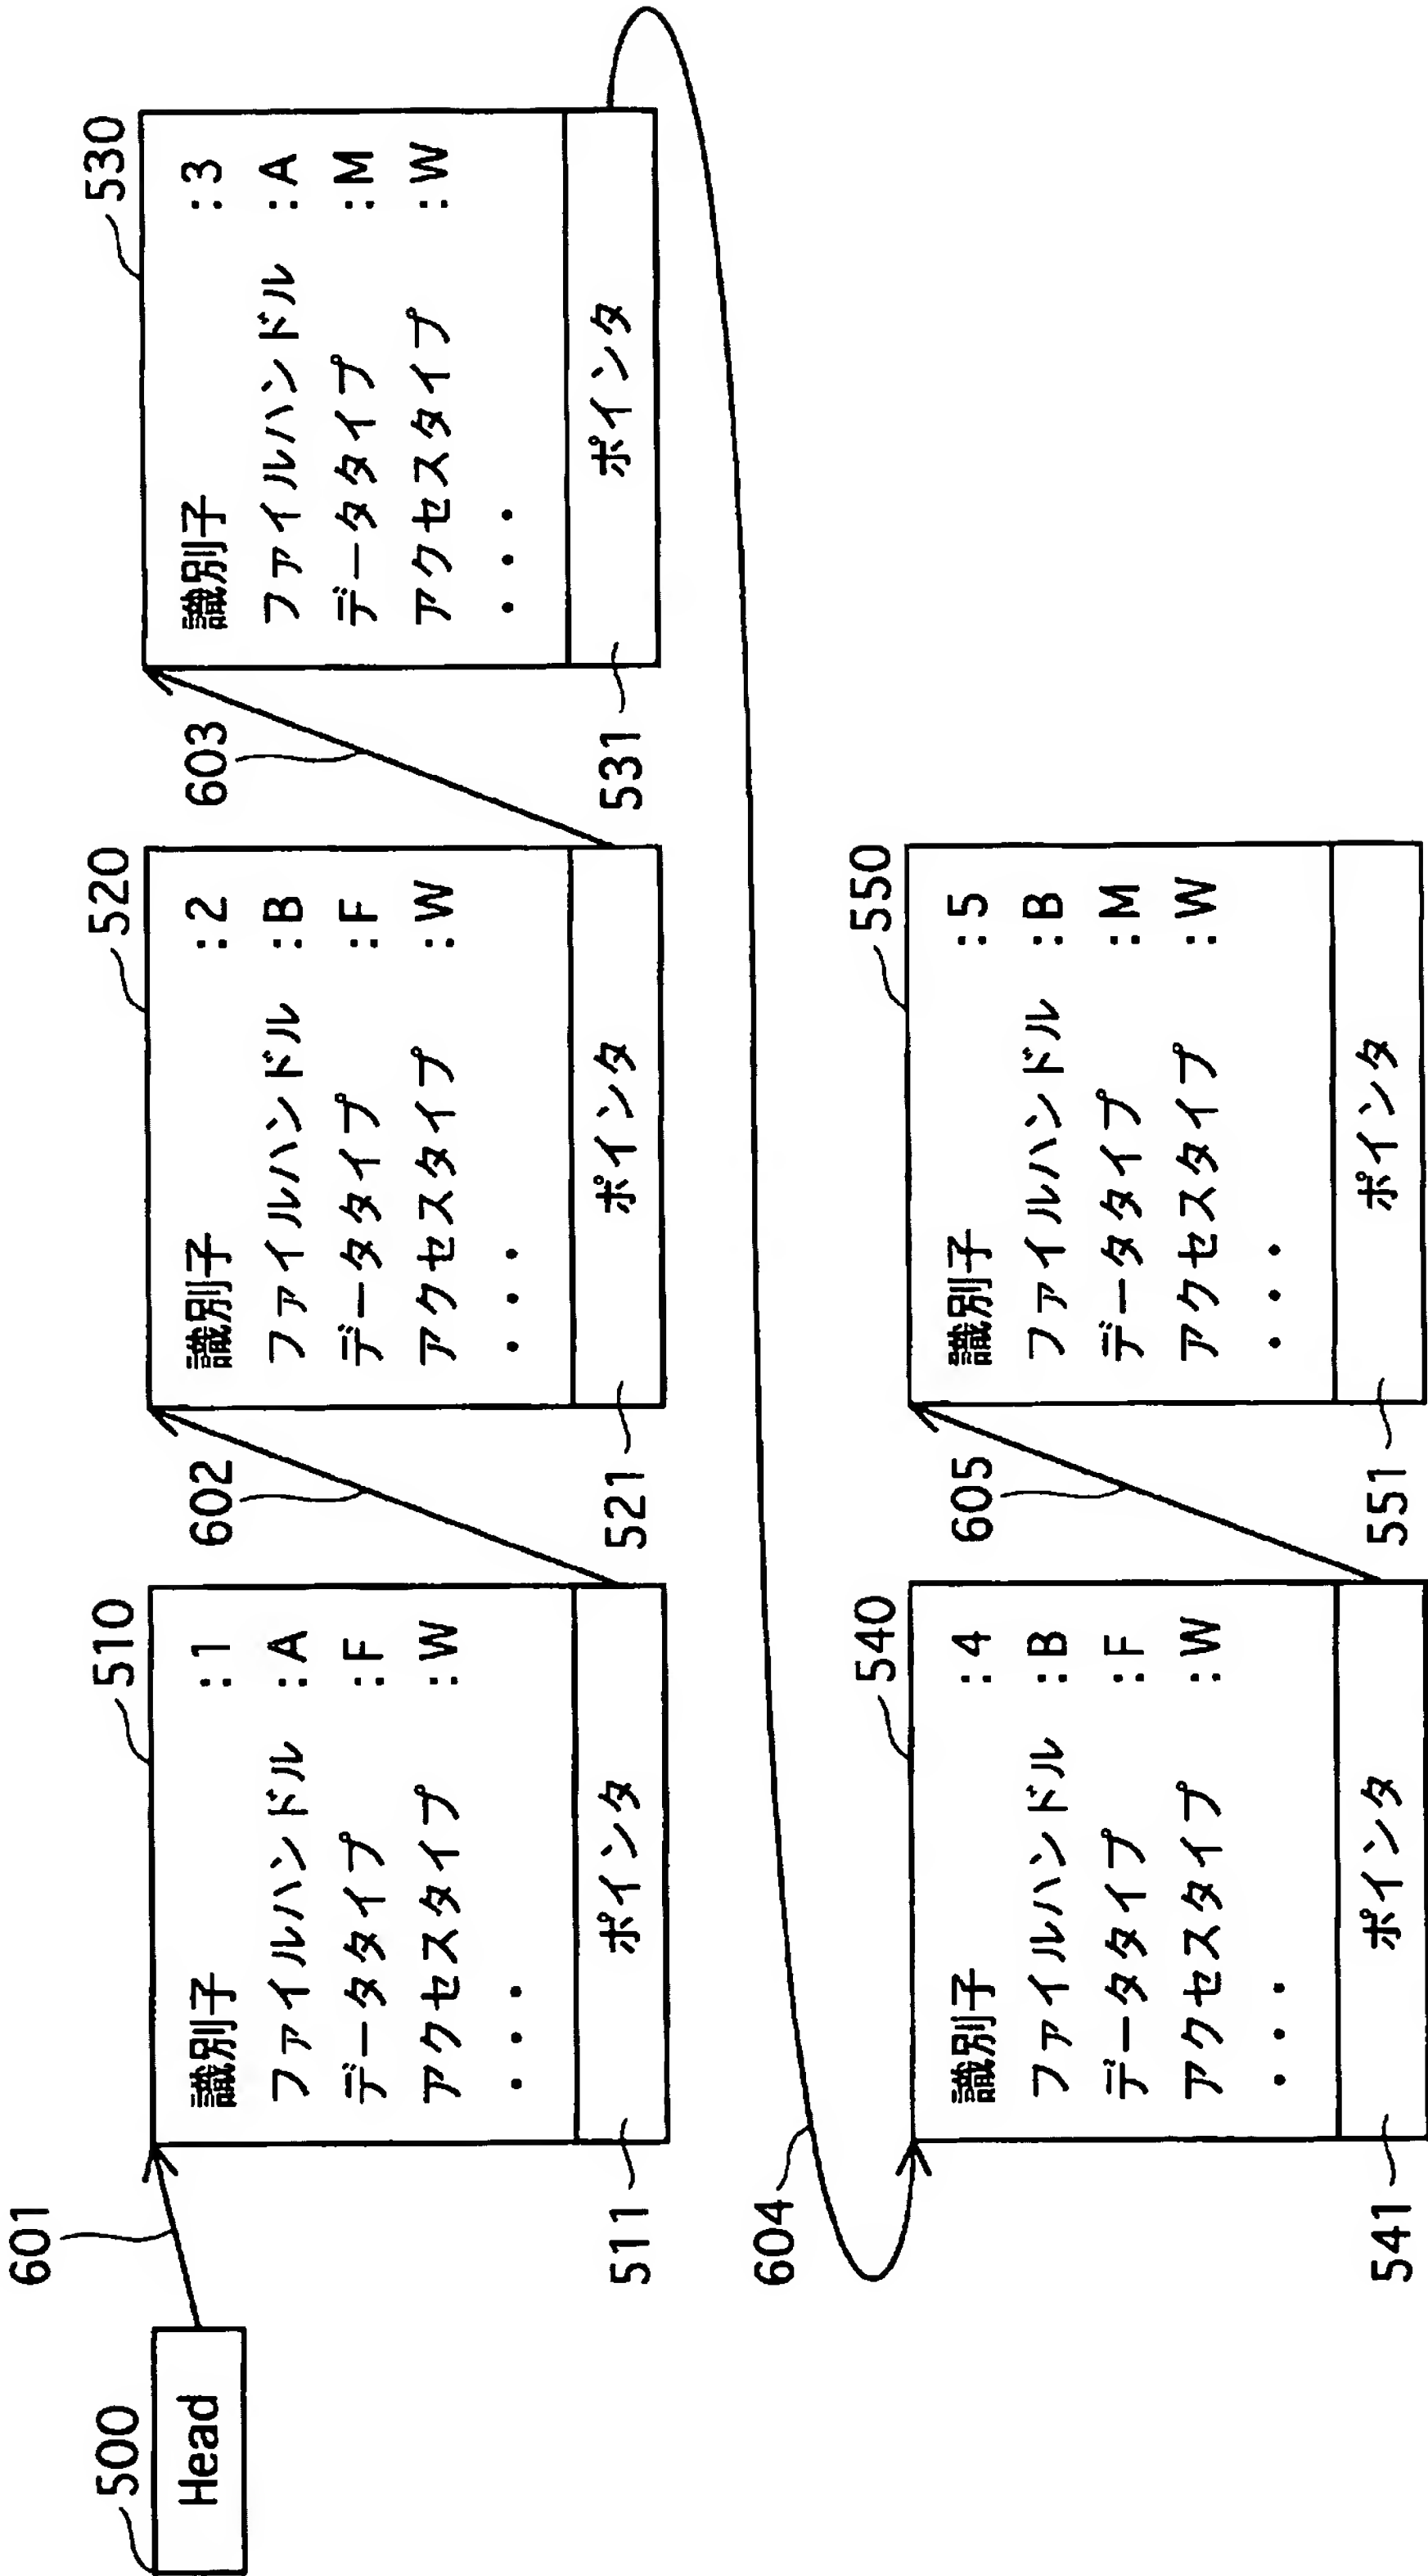 500
Head
601
510
識別子 :1
ファイルハンドル :A
データタイプ :F
アクセスタイプ :W
・・・
ポインタ
511
602
520
識別子 :2
ファイルハンドル :B
データタイプ :F
アクセスタイプ :W
・・・
ポインタ
521
603
530
識別子 :3
ファイルハンドル :A
データタイプ :M
アクセスタイプ :W
・・・
ポインタ
531
604
540
識別子 :4
ファイルハンドル :B
データタイプ :F
アクセスタイプ :W
・・・
ポインタ
541
605
550
識別子 :5
ファイルハンドル :B
データタイプ :M
アクセスタイプ :W
・・・
ポインタ
551